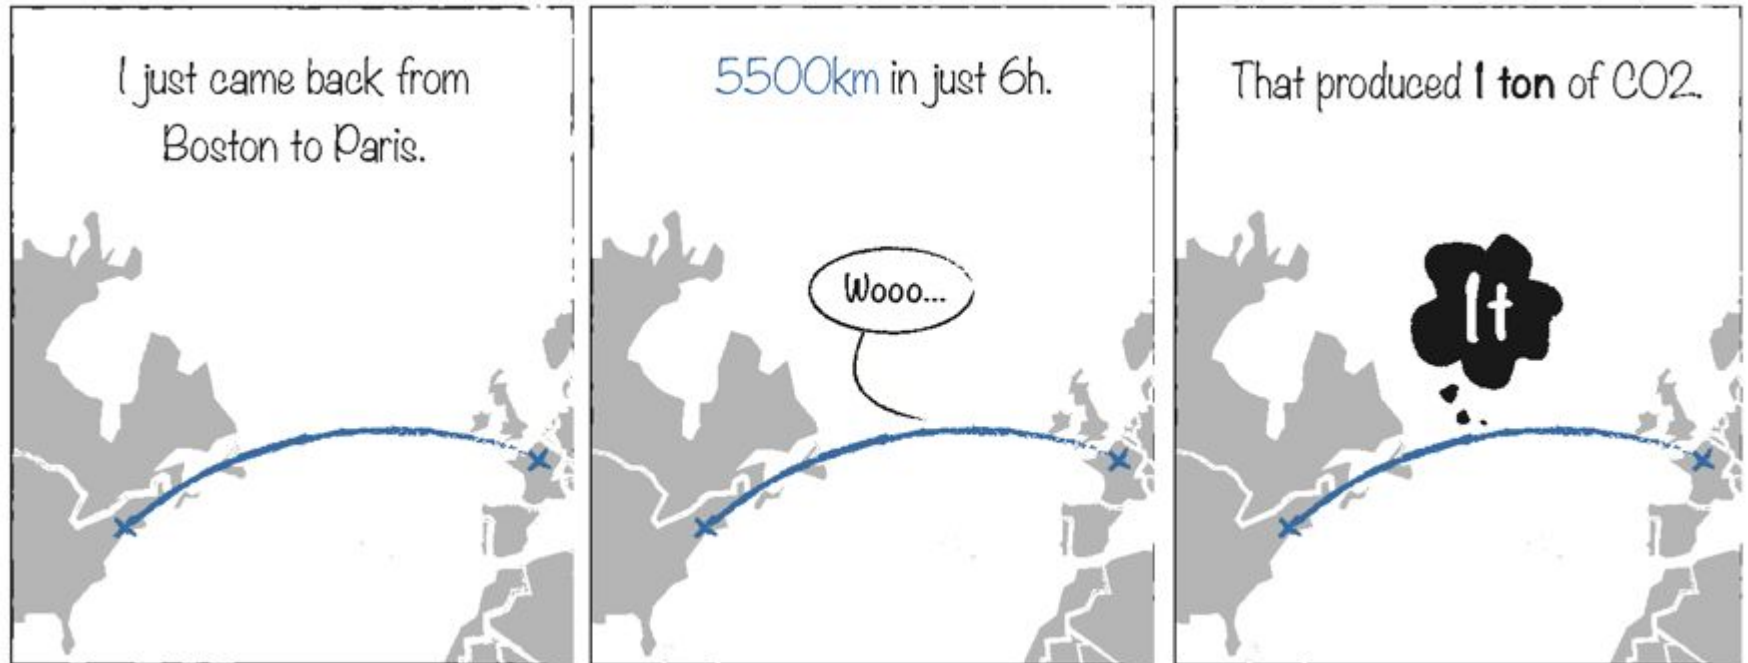 I just came back from
Boston to Paris.
5500km in just 6h.
Wooo...
That produced 1 ton of CO2.
1t